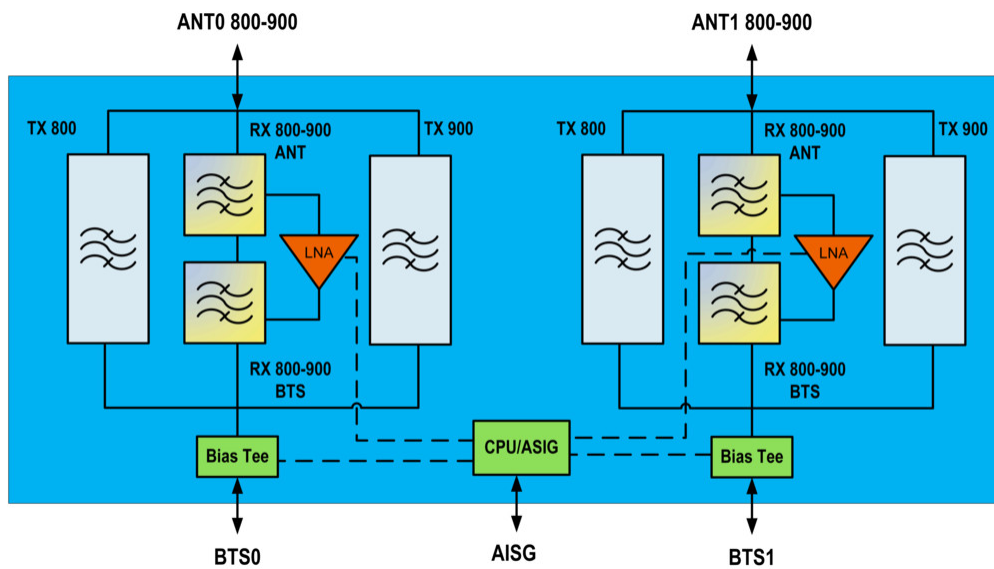 ANT0 800-900
ANT1 800-900
TX 800
RX 800-900
ANT
TX 900
TX 800
RX 800-900
ANT
TX 900
LNA
LNA
RX 800-900
BTS
RX 800-900
BTS
Bias Tee
CPU/ASIG
Bias Tee
BTS0
AISG
BTS1